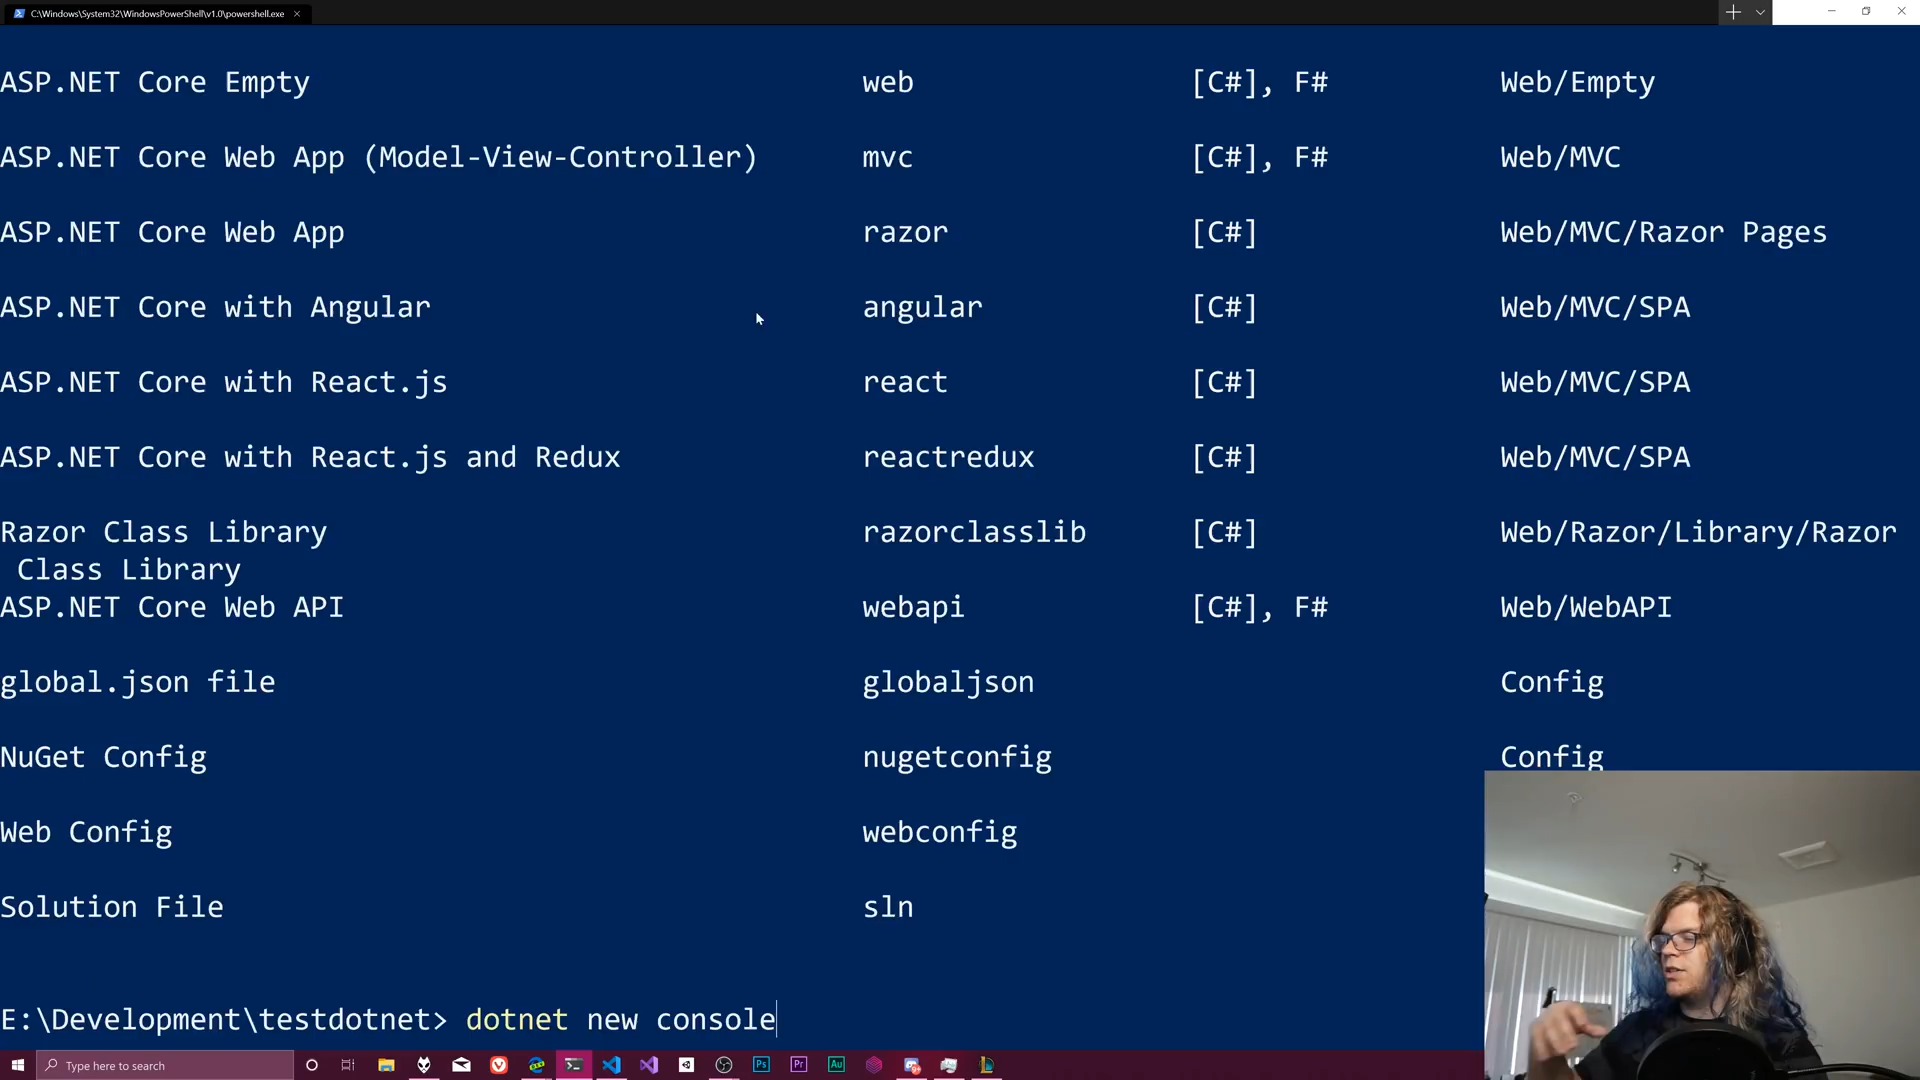 C:\Windows\System32\WindowsPowerShell\v1.0\powershell.exe
ASP.NET Core Empty web [C#], F# Web/Empty
ASP.NET Core Web App (Model-View-Controller) mvc [C#], F# Web/MVC
ASP.NET Core Web App razor [C#] Web/MVC/Razor Pages
ASP.NET Core with Angular angular [C#] Web/MVC/SPA
ASP.NET Core with React.js react [C#] Web/MVC/SPA
ASP.NET Core with React.js and Redux reactredux [C#] Web/MVC/SPA
Razor Class Library razorclasslib [C#] Web/Razor/Library/Razor
Class Library
ASP.NET Core Web API webapi [C#], F# Web/WebAPI
global.json file globaljson Config
NuGet Config nugetconfig Config
Web Config webconfig
Solution File sln
E:\Development\testdotnet> dotnet new console
Type here to search
Ps Pr Au